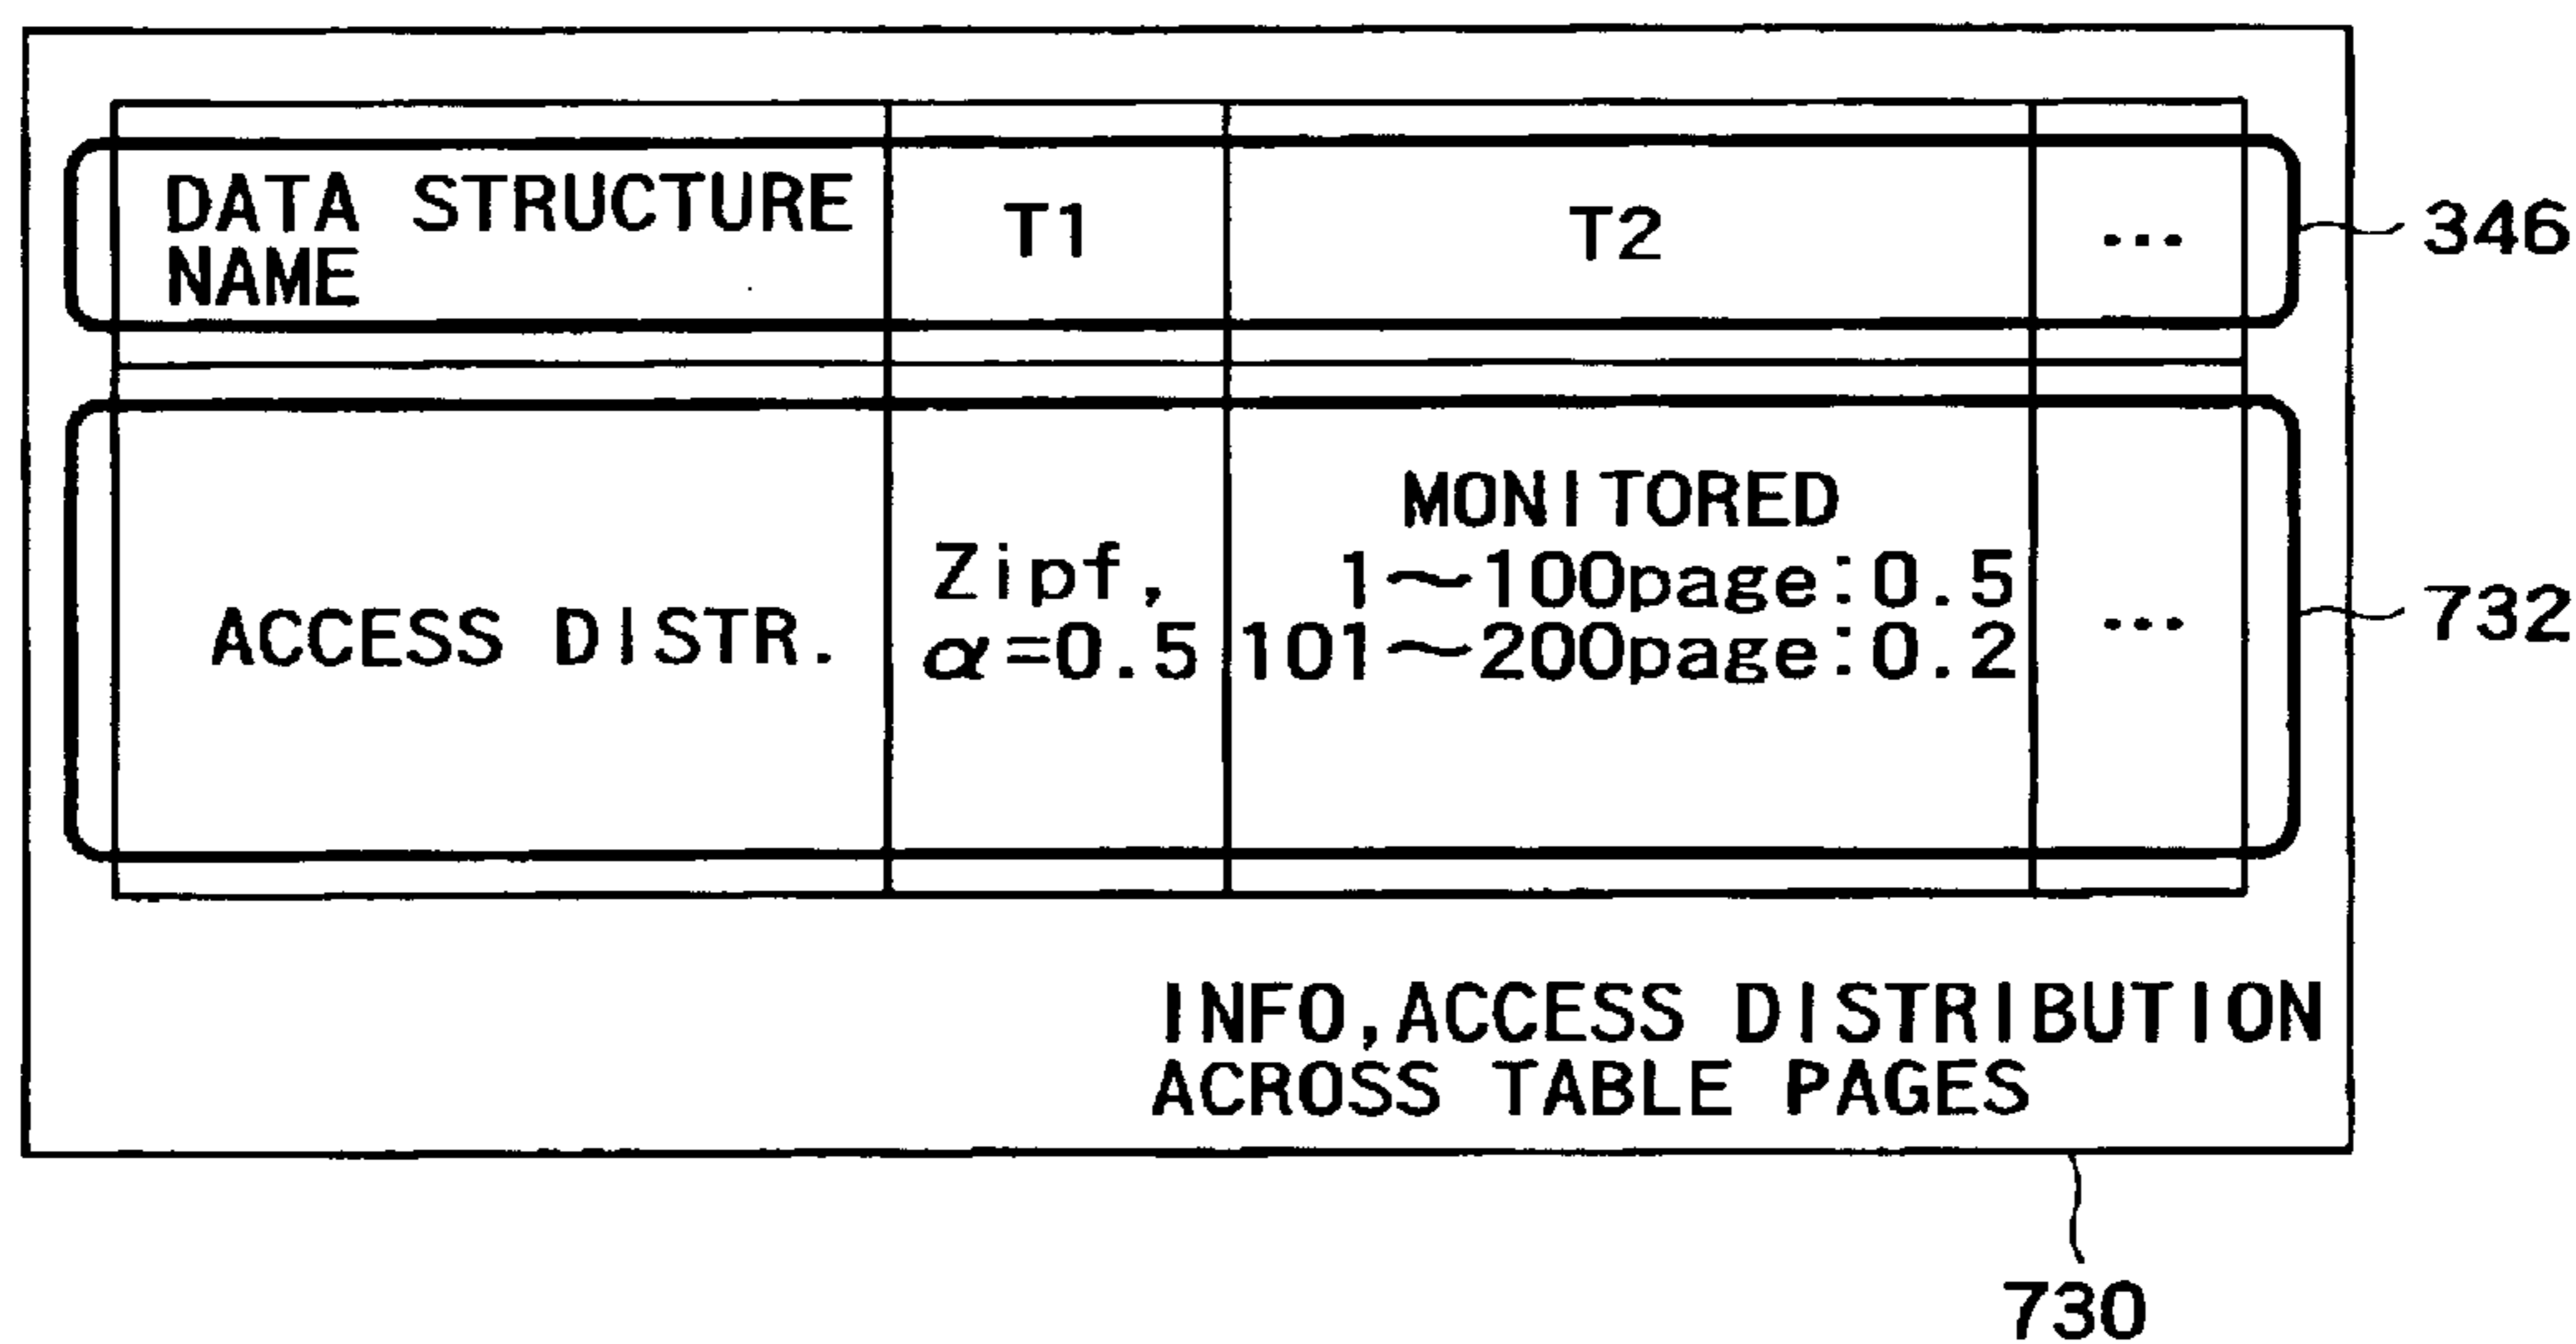 DATA STRUCTURE
NAME
T1
T2
...
346
ACCESS DISTR.
Zipf,
α=0.5
MONITORED
1~100page:0.5
101~200page:0.2
...
732
INFO,ACCESS DISTRIBUTION
ACROSS TABLE PAGES
730